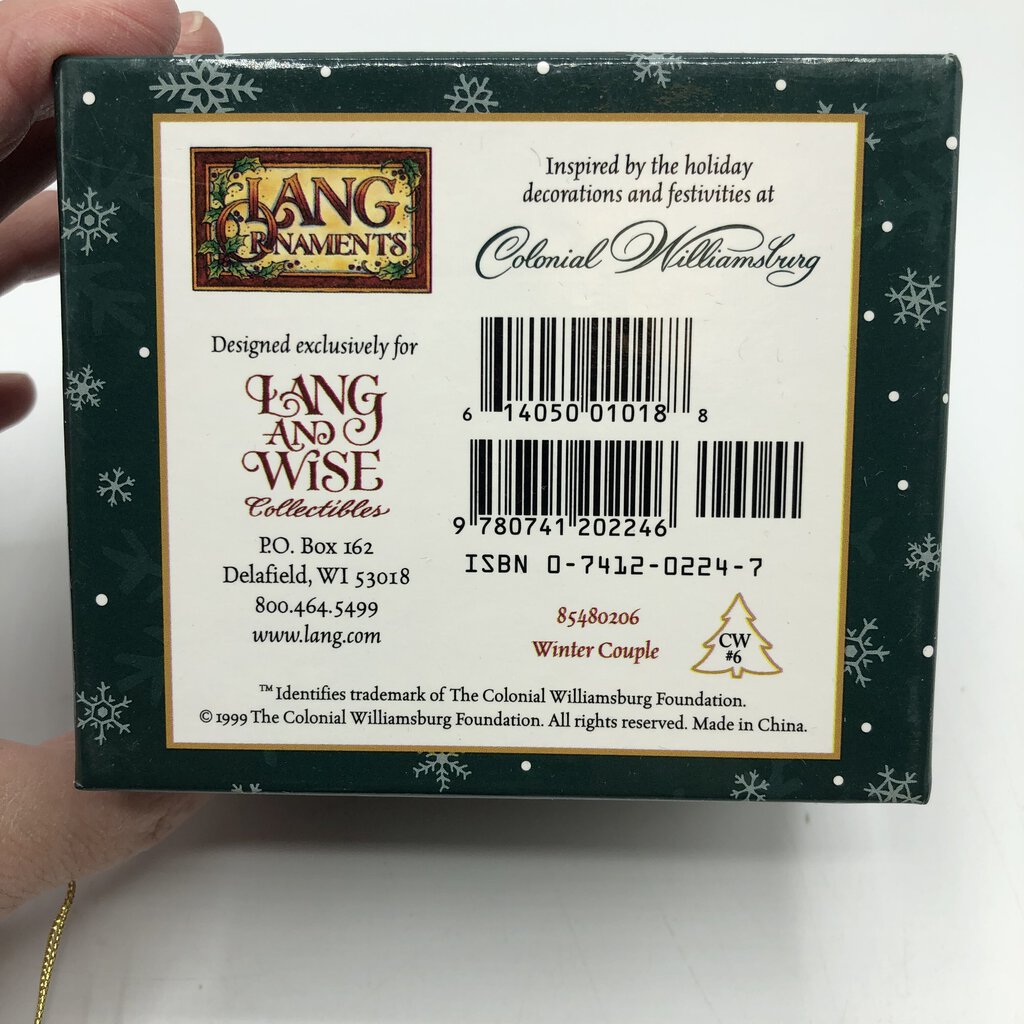 LANG
ORNAMENTS
Inspired by the holiday
decorations and festivities at
Colonial Williamsburg
Designed exclusively for
LANG
AND
WISE
Collectibles
P.O. Box 162
Delafield, WI 53018
800.464.5499
www.lang.com
6 14050 01018 8
9 780741 202246
ISBN 0-7412-0224-7
85480206
Winter Couple
CW
#6
™Identifies trademark of The Colonial Williamsburg Foundation.
© 1999 The Colonial Williamsburg Foundation. All rights reserved. Made in China.